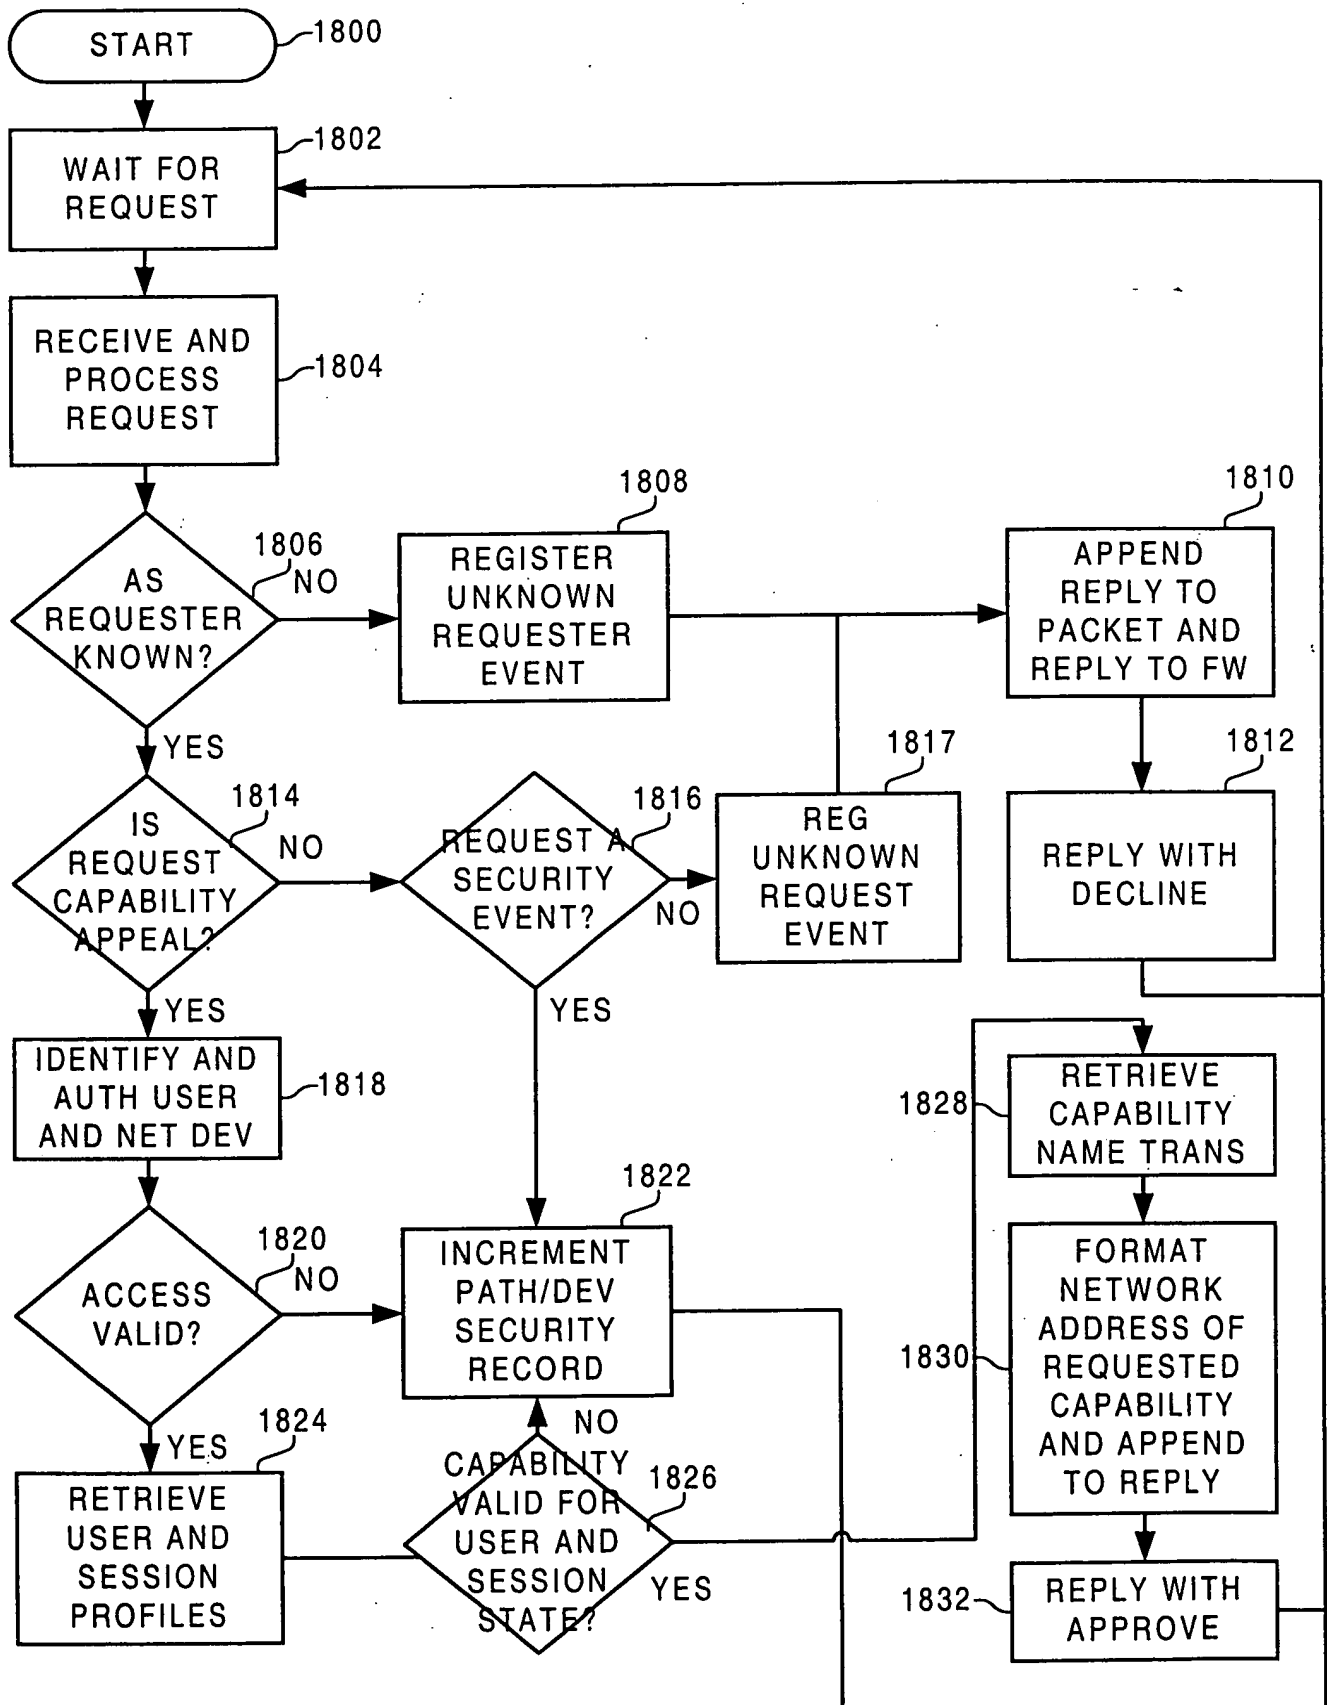 START
1800
WAIT FOR
REQUEST
1802
RECEIVE AND
PROCESS
REQUEST
1804
AS
REQUESTER
KNOWN?
1806
NO
YES
REGISTER
UNKNOWN
REQUESTER
EVENT
1808
APPEND
REPLY TO
PACKET AND
REPLY TO FW
1810
REPLY WITH
DECLINE
1812
IS
REQUEST
CAPABILITY
APPEAL?
1814
NO
YES
REQUEST A
SECURITY
EVENT?
1816
NO
YES
REG
UNKNOWN
REQUEST
EVENT
1817
IDENTIFY AND
AUTH USER
AND NET DEV
1818
ACCESS
VALID?
1820
NO
YES
INCREMENT
PATH/DEV
SECURITY
RECORD
1822
RETRIEVE
USER AND
SESSION
PROFILES
1824
NO
CAPABILITY
VALID FOR
USER AND
SESSION
STATE?
1826
YES
RETRIEVE
CAPABILITY
NAME TRANS
1828
FORMAT
NETWORK
ADDRESS OF
REQUESTED
CAPABILITY
AND APPEND
TO REPLY
1830
REPLY WITH
APPROVE
1832